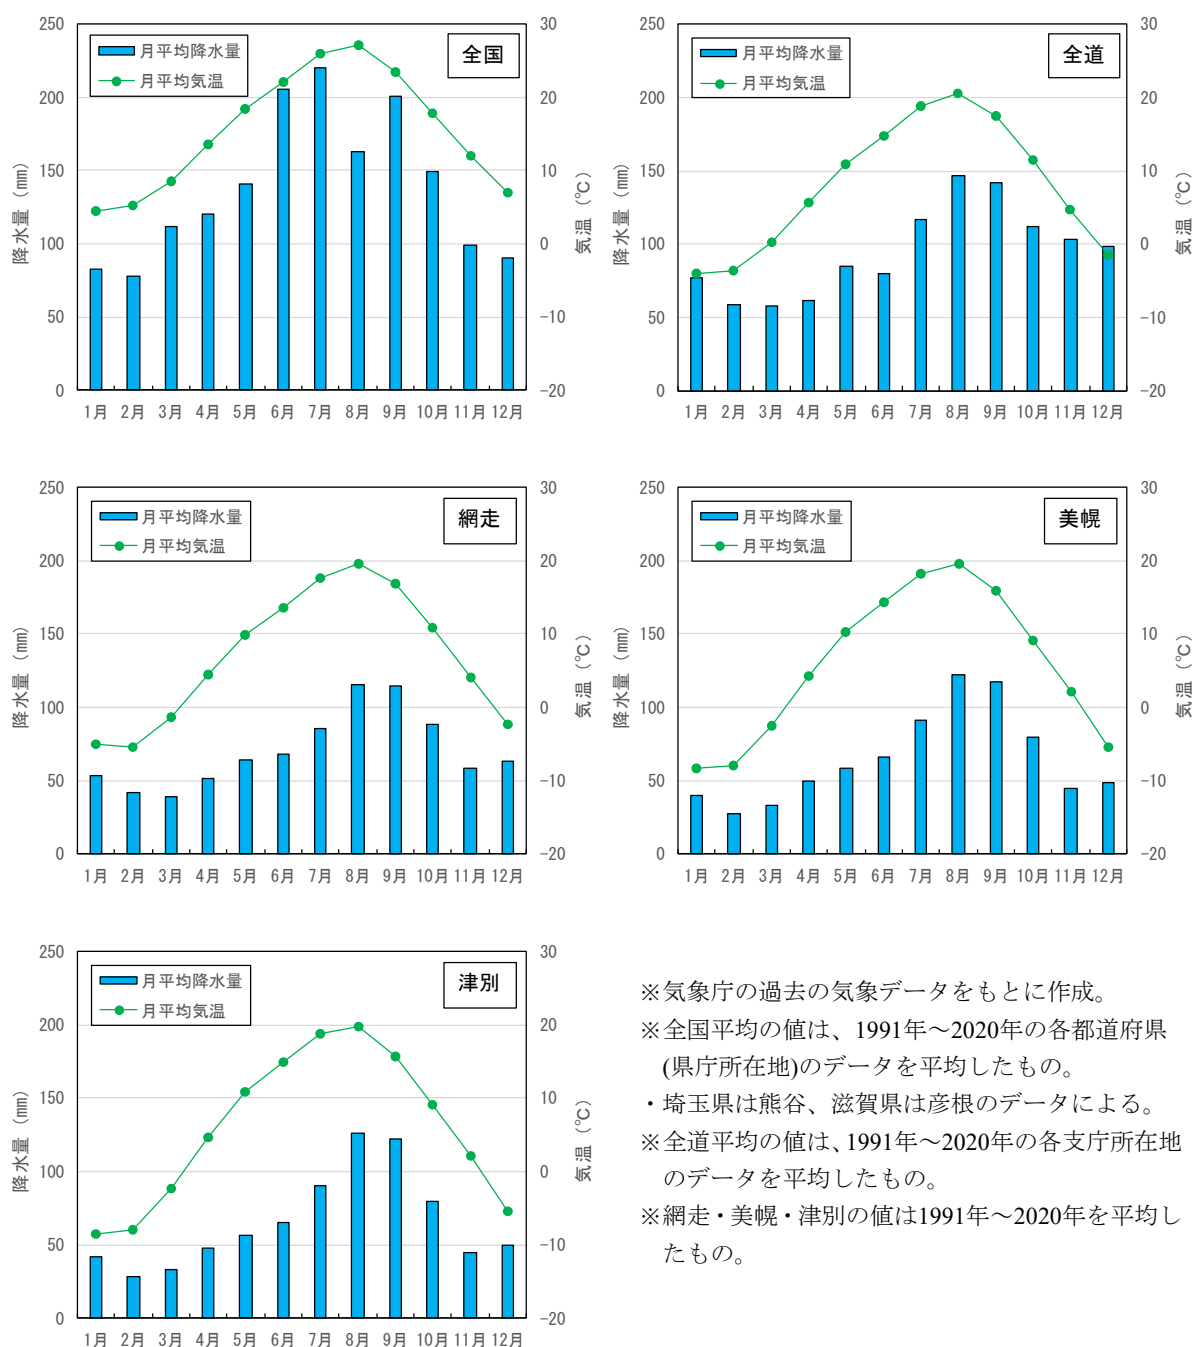 全国
月平均降水量
月平均気温
降水量 (mm)
気温 (℃)
250
200
150
100
50
0
30
20
10
0
−10
−20
1月 2月 3月 4月 5月 6月 7月 8月 9月 10月 11月 12月
全道
月平均降水量
月平均気温
降水量 (mm)
気温 (℃)
250
200
150
100
50
0
30
20
10
0
−10
−20
1月 2月 3月 4月 5月 6月 7月 8月 9月 10月 11月 12月
網走
月平均降水量
月平均気温
降水量 (mm)
気温 (℃)
250
200
150
100
50
0
30
20
10
0
−10
−20
1月 2月 3月 4月 5月 6月 7月 8月 9月 10月 11月 12月
美幌
月平均降水量
月平均気温
降水量 (mm)
気温 (℃)
250
200
150
100
50
0
30
20
10
0
−10
−20
1月 2月 3月 4月 5月 6月 7月 8月 9月 10月 11月 12月
津別
月平均降水量
月平均気温
降水量 (mm)
気温 (℃)
250
200
150
100
50
0
30
20
10
0
−10
−20
1月 2月 3月 4月 5月 6月 7月 8月 9月 10月 11月 12月
※気象庁の過去の気象データをもとに作成。
※全国平均の値は、1991年～2020年の各都道府県
(県庁所在地)のデータを平均したもの。
・埼玉県は熊谷、滋賀県は彦根のデータによる。
※全道平均の値は、1991年～2020年の各支庁所在地
のデータを平均したもの。
※網走・美幌・津別の値は1991年～2020年を平均し
たもの。